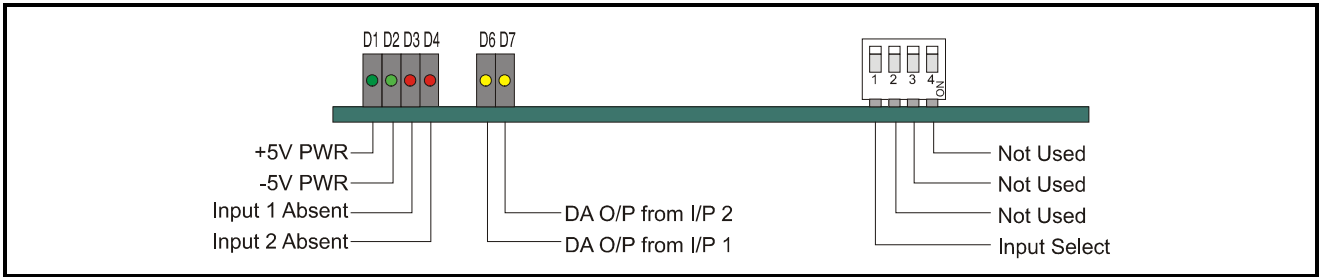 D1 D2 D3 D4
D6 D7
1 2 3 4
ON
+5V PWR
-5V PWR
Input 1 Absent
Input 2 Absent
DA O/P from I/P 2
DA O/P from I/P 1
Not Used
Not Used
Not Used
Input Select